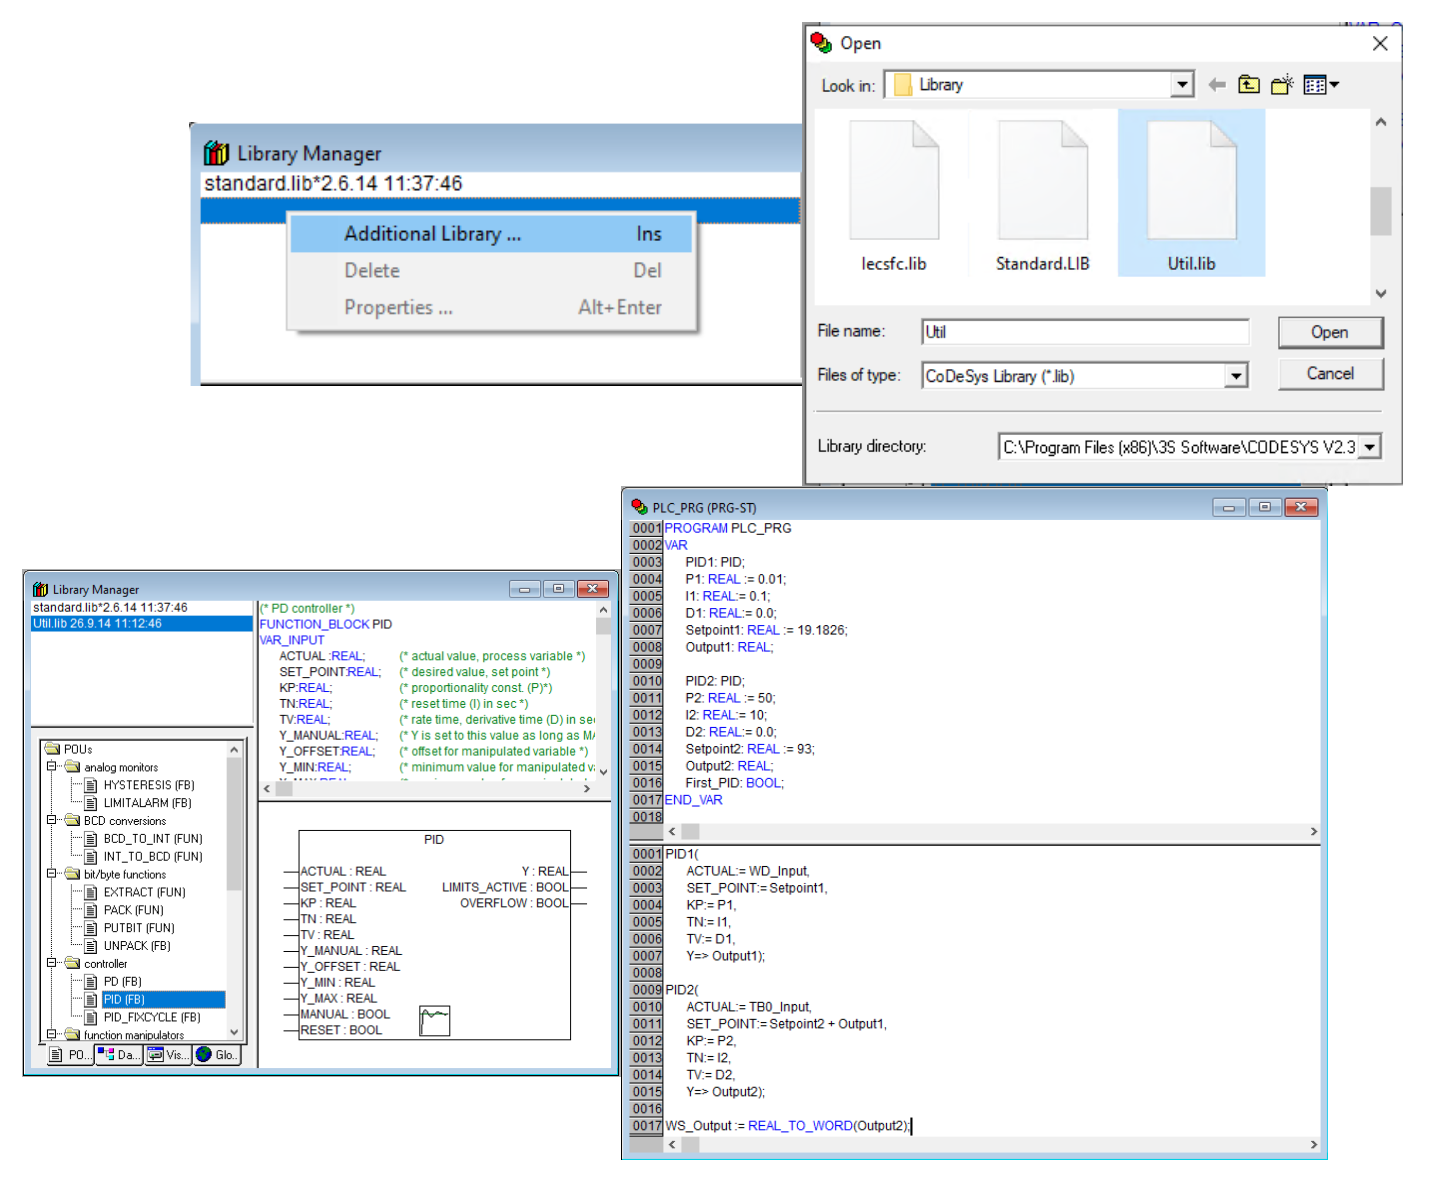 Library Manager
standard.lib*2.6.14 11:37:46
Additional Library ... Ins
Delete Del
Properties ... Alt+Enter
Open
Look in: Library
Iecsfc.lib Standard.LIB Util.lib
File name: Util Open
Files of type: CoDeSys Library (*.lib) Cancel
Library directory: C:\Program Files (x86)\3S Software\CODESYS V2.3
Library Manager
standard.lib*2.6.14 11:37:46
Util.lib 26.9.14 11:12:46
POUs
analog monitors
HYSTERESIS (FB)
LIMITALARM (FB)
BCD conversions
BCD_TO_INT (FUN)
INT_TO_BCD (FUN)
bit/byte functions
EXTRACT (FUN)
PACK (FUN)
PUTBIT (FUN)
UNPACK (FB)
controller
PD (FB)
PID (FB)
PID_FIXCYCLE (FB)
function manipulators
PO... Da... Vis... Glo..
(* PD controller *)
FUNCTION_BLOCK PID
VAR_INPUT
ACTUAL :REAL; (* actual value, process variable *)
SET_POINT:REAL; (* desired value, set point *)
KP:REAL; (* proportionality const. (P)*)
TN:REAL; (* reset time (I) in sec *)
TV:REAL; (* rate time, derivative time (D) in se
Y_MANUAL:REAL; (* Y is set to this value as long as MA
Y_OFFSET:REAL; (* offset for manipulated variable *)
Y_MIN:REAL; (* minimum value for manipulated va
PID
ACTUAL : REAL Y : REAL
SET_POINT : REAL LIMITS_ACTIVE : BOOL
KP : REAL OVERFLOW : BOOL
TN : REAL
TV : REAL
Y_MANUAL : REAL
Y_OFFSET : REAL
Y_MIN : REAL
Y_MAX : REAL
MANUAL : BOOL
RESET : BOOL
PLC_PRG (PRG-ST)
0001 PROGRAM PLC_PRG
0002 VAR
0003 PID1: PID;
0004 P1: REAL := 0.01;
0005 I1: REAL:= 0.1;
0006 D1: REAL:= 0.0;
0007 Setpoint1: REAL := 19.1826;
0008 Output1: REAL;
0009
0010 PID2: PID;
0011 P2: REAL := 50;
0012 I2: REAL:= 10;
0013 D2: REAL:= 0.0;
0014 Setpoint2: REAL := 93;
0015 Output2: REAL;
0016 First_PID: BOOL;
0017 END_VAR
0018
0001 PID1(
0002 ACTUAL:= WD_Input,
0003 SET_POINT:= Setpoint1,
0004 KP:= P1,
0005 TN:= I1,
0006 TV:= D1,
0007 Y=> Output1);
0008
0009 PID2(
0010 ACTUAL:= TB0_Input,
0011 SET_POINT:= Setpoint2 + Output1,
0012 KP:= P2,
0013 TN:= I2,
0014 TV:= D2,
0015 Y=> Output2);
0016
0017 WS_Output := REAL_TO_WORD(Output2);